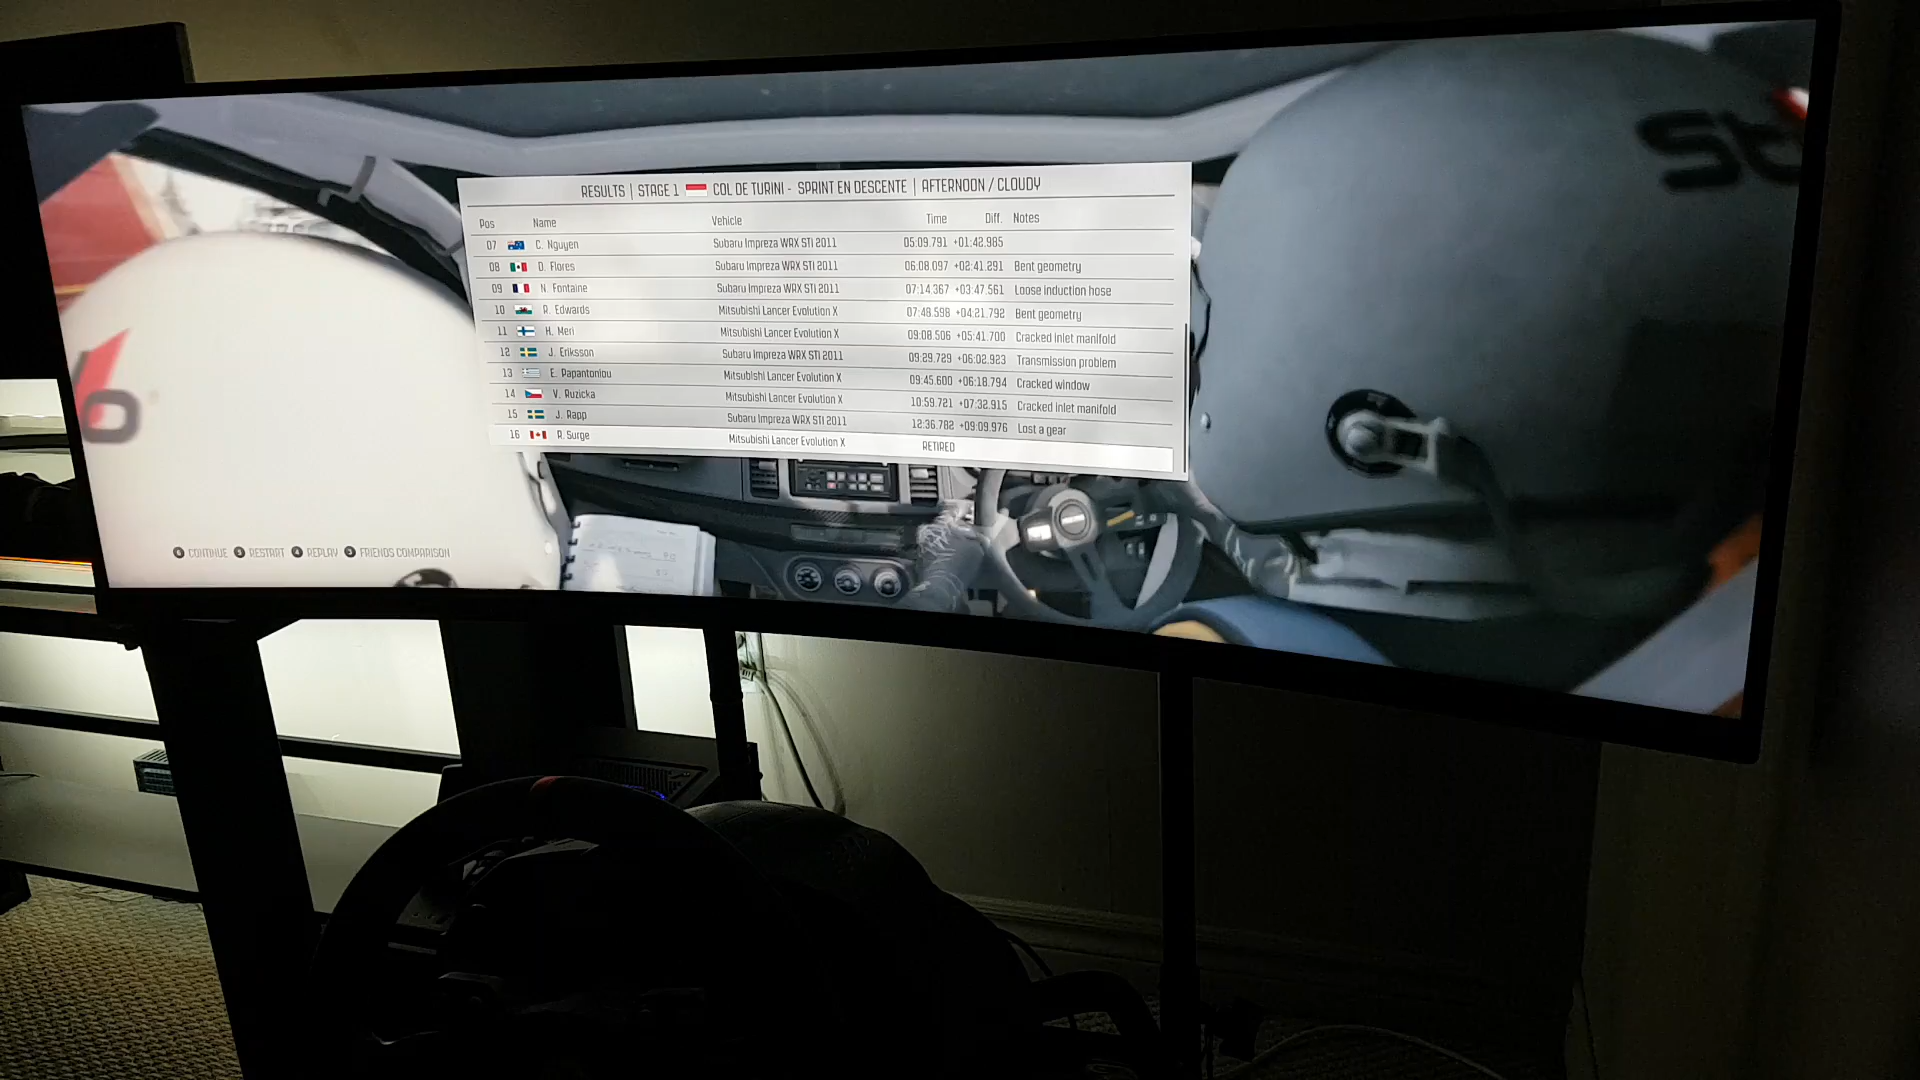 RESULTS | STAGE 1 COL DE TURINI - SPRINT EN DESCENTE | AFTERNOON / CLOUDY
Pos Name Vehicle Time Diff. Notes
07 C. Nguyen Subaru Impreza WRX STI 2011 05:09.791 +01:42.985
08 D. Flores Subaru Impreza WRX STI 2011 06:08.097 +02:41.291 Bent geometry
09 N. Fontaine Subaru Impreza WRX STI 2011 07:14.367 +03:47.561 Loose induction hose
10 R. Edwards Mitsubishi Lancer Evolution X 07:48.598 +04:21.792 Bent geometry
11 H. Meri Mitsubishi Lancer Evolution X 09:08.506 +05:41.700 Cracked inlet manifold
12 J. Eriksson Subaru Impreza WRX STI 2011 09:29.729 +06:02.923 Transmission problem
13 E. Papantoniou Mitsubishi Lancer Evolution X 09:45.600 +06:18.794 Cracked window
14 V. Ruzicka Mitsubishi Lancer Evolution X 10:59.721 +07:32.915 Cracked inlet manifold
15 J. Rapp Subaru Impreza WRX STI 2011 12:36.782 +09:09.976 Lost a gear
16 R. Surge Mitsubishi Lancer Evolution X RETIRED
CONTINUE RESTART REPLAY FRIENDS COMPARISON